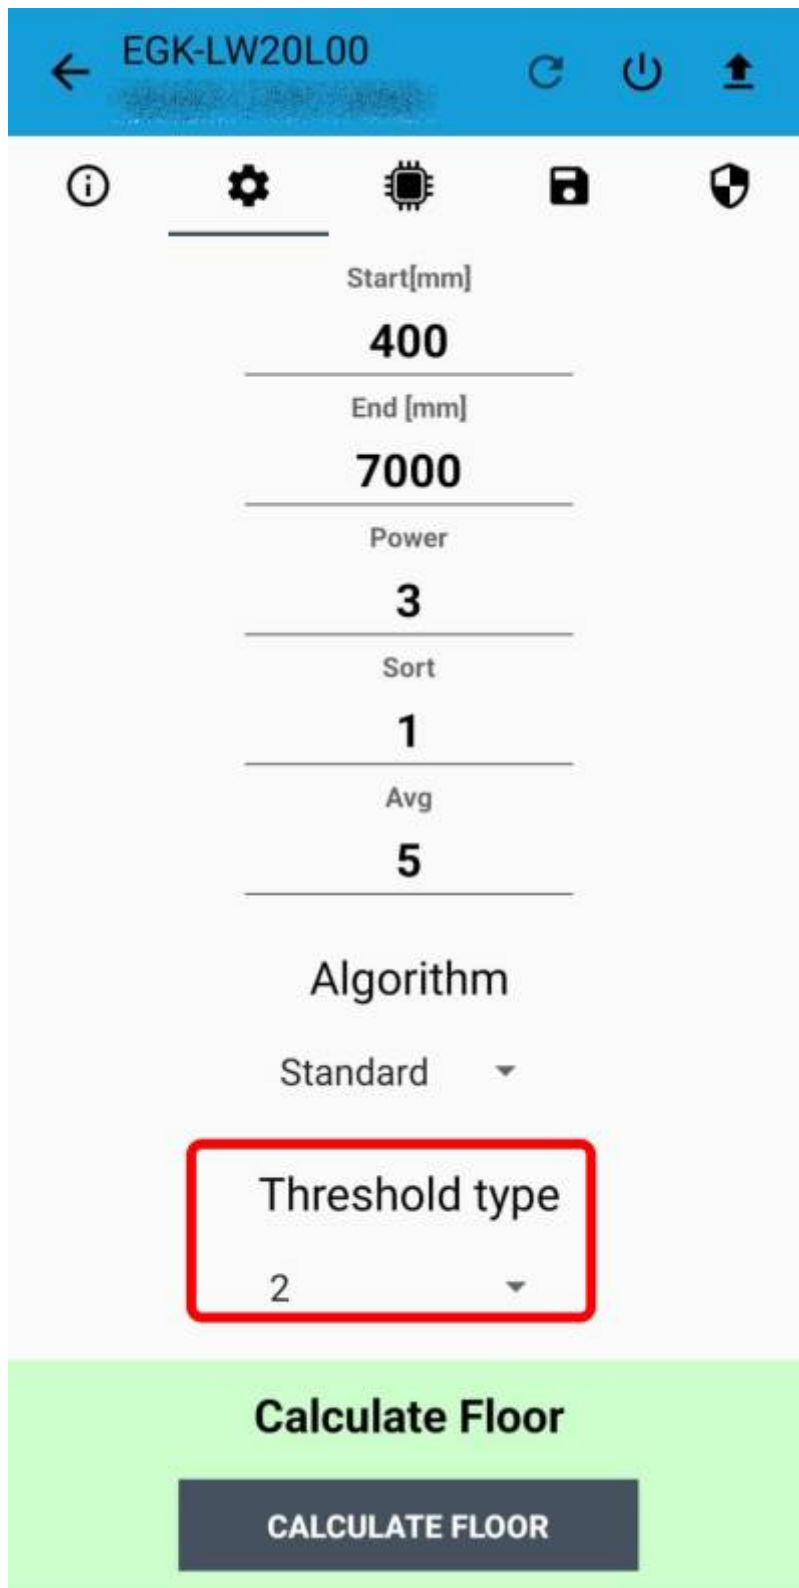 EGK-LW20L00
Start[mm]
400
End [mm]
7000
Power
3
Sort
1
Avg
5
Algorithm
Standard
Threshold type
2
Calculate Floor
CALCULATE FLOOR